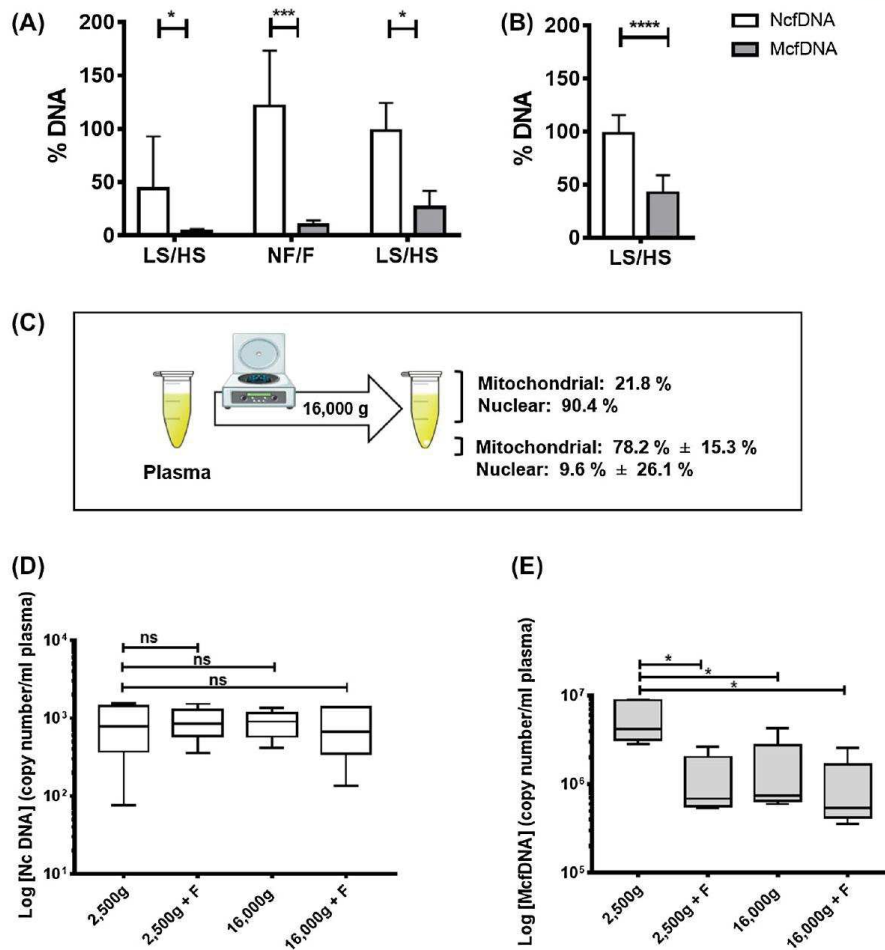 (A)
% DNA
200
150
100
50
0
*
***
*
LS/HS
NF/F
LS/HS
(B)
% DNA
200
150
100
50
0
****
LS/HS
NcfDNA
McfDNA
(C)
Plasma
16,000 g
Mitochondrial: 21.8 %
Nuclear: 90.4 %
Mitochondrial: 78.2 % ± 15.3 %
Nuclear: 9.6 % ± 26.1 %
(D)
Log [Nc DNA] (copy number/ml plasma)
10⁴
10³
10²
10¹
ns
ns
ns
2,500g
2,500g + F
16,000g
16,000g + F
(E)
Log [McfDNA] (copy number/ml plasma)
10⁷
10⁶
10⁵
*
*
*
2,500g
2,500g + F
16,000g
16,000g + F